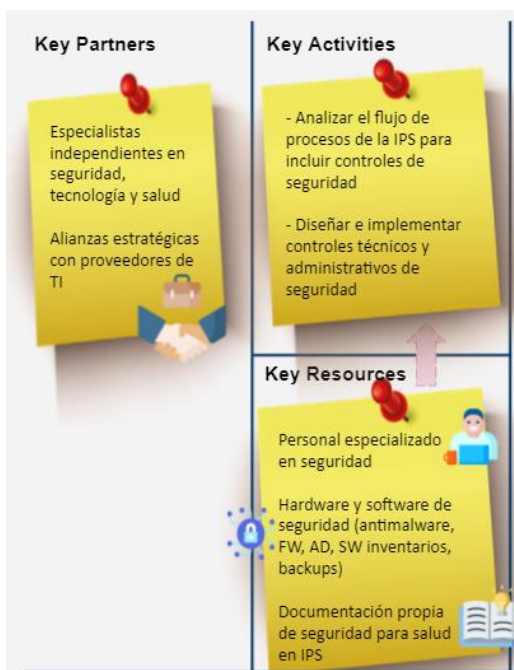 Key Partners
Especialistas
independientes en
seguridad,
tecnología y salud
Alianzas estratégicas
con proveedores de
TI
Key Activities
- Analizar el flujo de
procesos de la IPS para
incluir controles de
seguridad
- Diseñar e implementar
controles técnicos y
administrativos de
seguridad
Key Resources
Personal especializado
en seguridad
Hardware y software de
seguridad (antimalware,
FW, AD, SW inventarios,
backups)
Documentación propia
de seguridad para salud
en IPS